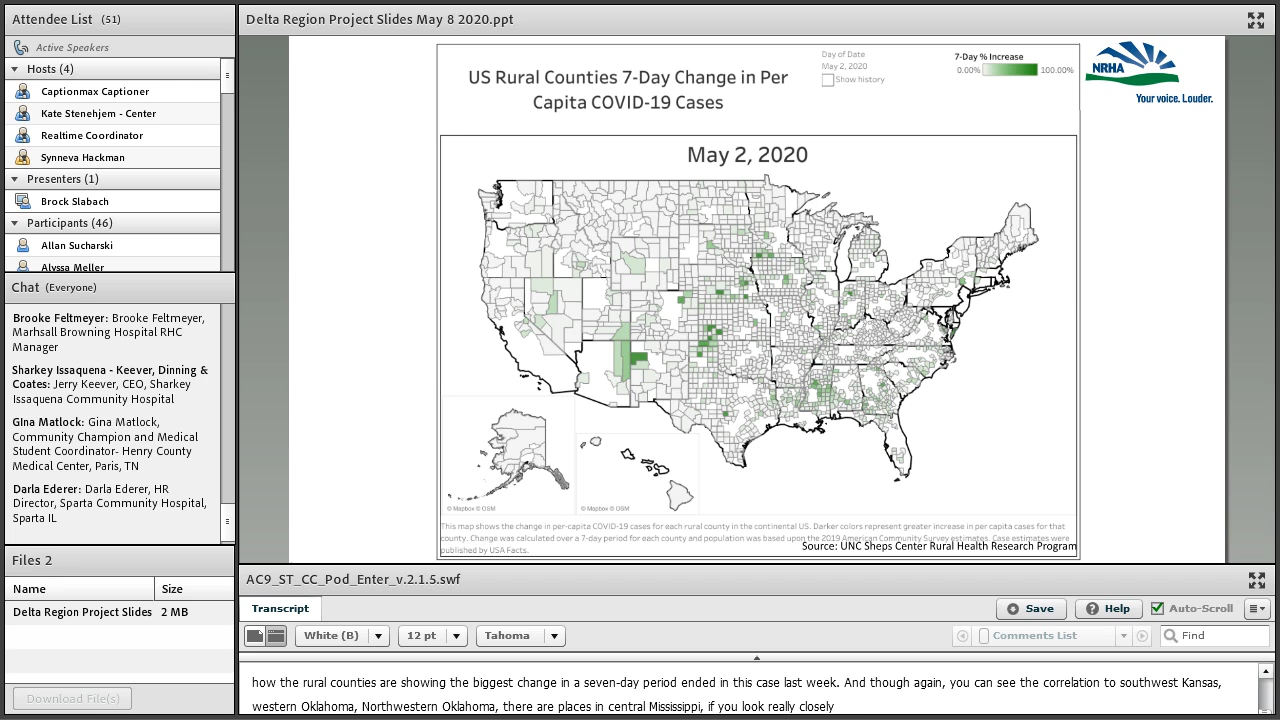 Attendee List (51)
Active Speakers
Hosts (4)
Captionmax Captioner
Kate Stenehjem - Center
Realtime Coordinator
Synneva Hackman
Presenters (1)
Brock Slabach
Participants (46)
Allan Sucharski
Alyssa Meller
Chat (Everyone)
Brooke Feltmeyer: Brooke Feltmeyer,
Marhsall Browning Hospital RHC
Manager
Sharkey Issaquena - Keever, Dinning &
Coates: Jerry Keever, CEO, Sharkey
Issaquena Community Hospital
Gina Matlock: Gina Matlock,
Community Champion and Medical
Student Coordinator- Henry County
Medical Center, Paris, TN
Darla Ederer: Darla Ederer, HR
Director, Sparta Community Hospital,
Sparta IL
Files 2
Name Size
Delta Region Project Slides 2 MB
Download File(s)
Delta Region Project Slides May 8 2020.ppt
US Rural Counties 7-Day Change in Per
Capita COVID-19 Cases
Day of Date
May 2, 2020
Show history
7-Day % Increase
0.00% 100.00%
NRHA
Your voice. Louder.
May 2, 2020
© Mapbox © OSM
© Mapbox © OSM
This map shows the change in per-capita COVID-19 cases for each rural county in the continental US. Darker colors represent greater increase in per capita cases for that
county. Change was calculated over a 7-day period for each county and population was based upon the 2019 American Community Survey estimates. Case estimates were
published by USA Facts.
Source: UNC Sheps Center Rural Health Research Program
AC9_ST_CC_Pod_Enter_v.2.1.5.swf
Transcript
Save
Help
Auto-Scroll
White (B)
12 pt
Tahoma
Comments List
Find
how the rural counties are showing the biggest change in a seven-day period ended in this case last week. And though again, you can see the correlation to southwest Kansas,
western Oklahoma, Northwestern Oklahoma, there are places in central Mississippi, if you look really closely